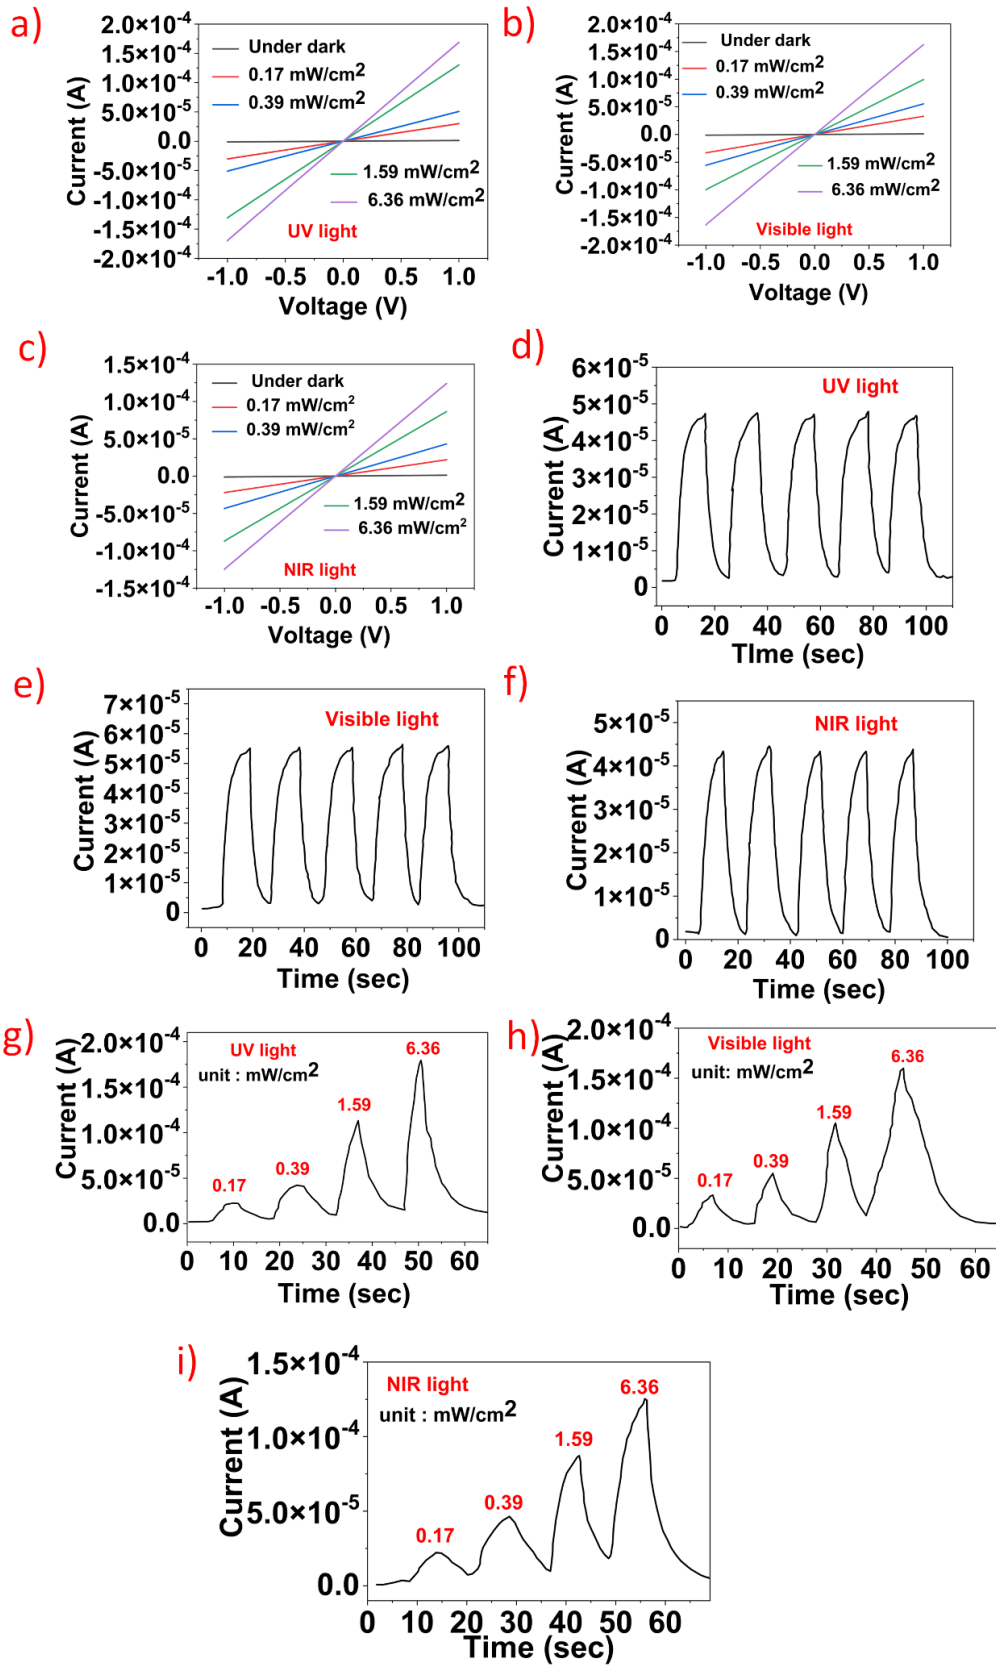 a)
2.0×10⁻⁴
1.5×10⁻⁴
1.0×10⁻⁴
5.0×10⁻⁵
0.0
-5.0×10⁻⁵
-1.0×10⁻⁴
-1.5×10⁻⁴
-2.0×10⁻⁴
Current (A)
Under dark
0.17 mW/cm²
0.39 mW/cm²
1.59 mW/cm²
6.36 mW/cm²
UV light
-1.0 -0.5 0.0 0.5 1.0
Voltage (V)
b)
2.0×10⁻⁴
1.5×10⁻⁴
1.0×10⁻⁴
5.0×10⁻⁵
0.0
-5.0×10⁻⁵
-1.0×10⁻⁴
-1.5×10⁻⁴
-2.0×10⁻⁴
Current (A)
Under dark
0.17 mW/cm²
0.39 mW/cm²
1.59 mW/cm²
6.36 mW/cm²
Visible light
-1.0 -0.5 0.0 0.5 1.0
Voltage (V)
c)
1.5×10⁻⁴
1.0×10⁻⁴
5.0×10⁻⁵
0.0
-5.0×10⁻⁵
-1.0×10⁻⁴
-1.5×10⁻⁴
Current (A)
Under dark
0.17 mW/cm²
0.39 mW/cm²
1.59 mW/cm²
6.36 mW/cm²
NIR light
-1.0 -0.5 0.0 0.5 1.0
Voltage (V)
d)
6×10⁻⁵
5×10⁻⁵
4×10⁻⁵
3×10⁻⁵
2×10⁻⁵
1×10⁻⁵
0
Current (A)
UV light
0 20 40 60 80 100
TIme (sec)
e)
7×10⁻⁵
6×10⁻⁵
5×10⁻⁵
4×10⁻⁵
3×10⁻⁵
2×10⁻⁵
1×10⁻⁵
0
Current (A)
Visible light
0 20 40 60 80 100
Time (sec)
f)
5×10⁻⁵
4×10⁻⁵
3×10⁻⁵
2×10⁻⁵
1×10⁻⁵
0
Current (A)
NIR light
0 20 40 60 80 100
Time (sec)
g)
2.0×10⁻⁴
1.5×10⁻⁴
1.0×10⁻⁴
5.0×10⁻⁵
0.0
Current (A)
UV light
unit : mW/cm²
0.17
0.39
1.59
6.36
0 10 20 30 40 50 60
Time (sec)
h)
2.0×10⁻⁴
1.5×10⁻⁴
1.0×10⁻⁴
5.0×10⁻⁵
0.0
Current (A)
Visible light
unit: mW/cm²
0.17
0.39
1.59
6.36
0 10 20 30 40 50 60
Time (sec)
i)
1.5×10⁻⁴
1.0×10⁻⁴
5.0×10⁻⁵
0.0
Current (A)
NIR light
unit : mW/cm²
0.17
0.39
1.59
6.36
0 10 20 30 40 50 60
Time (sec)